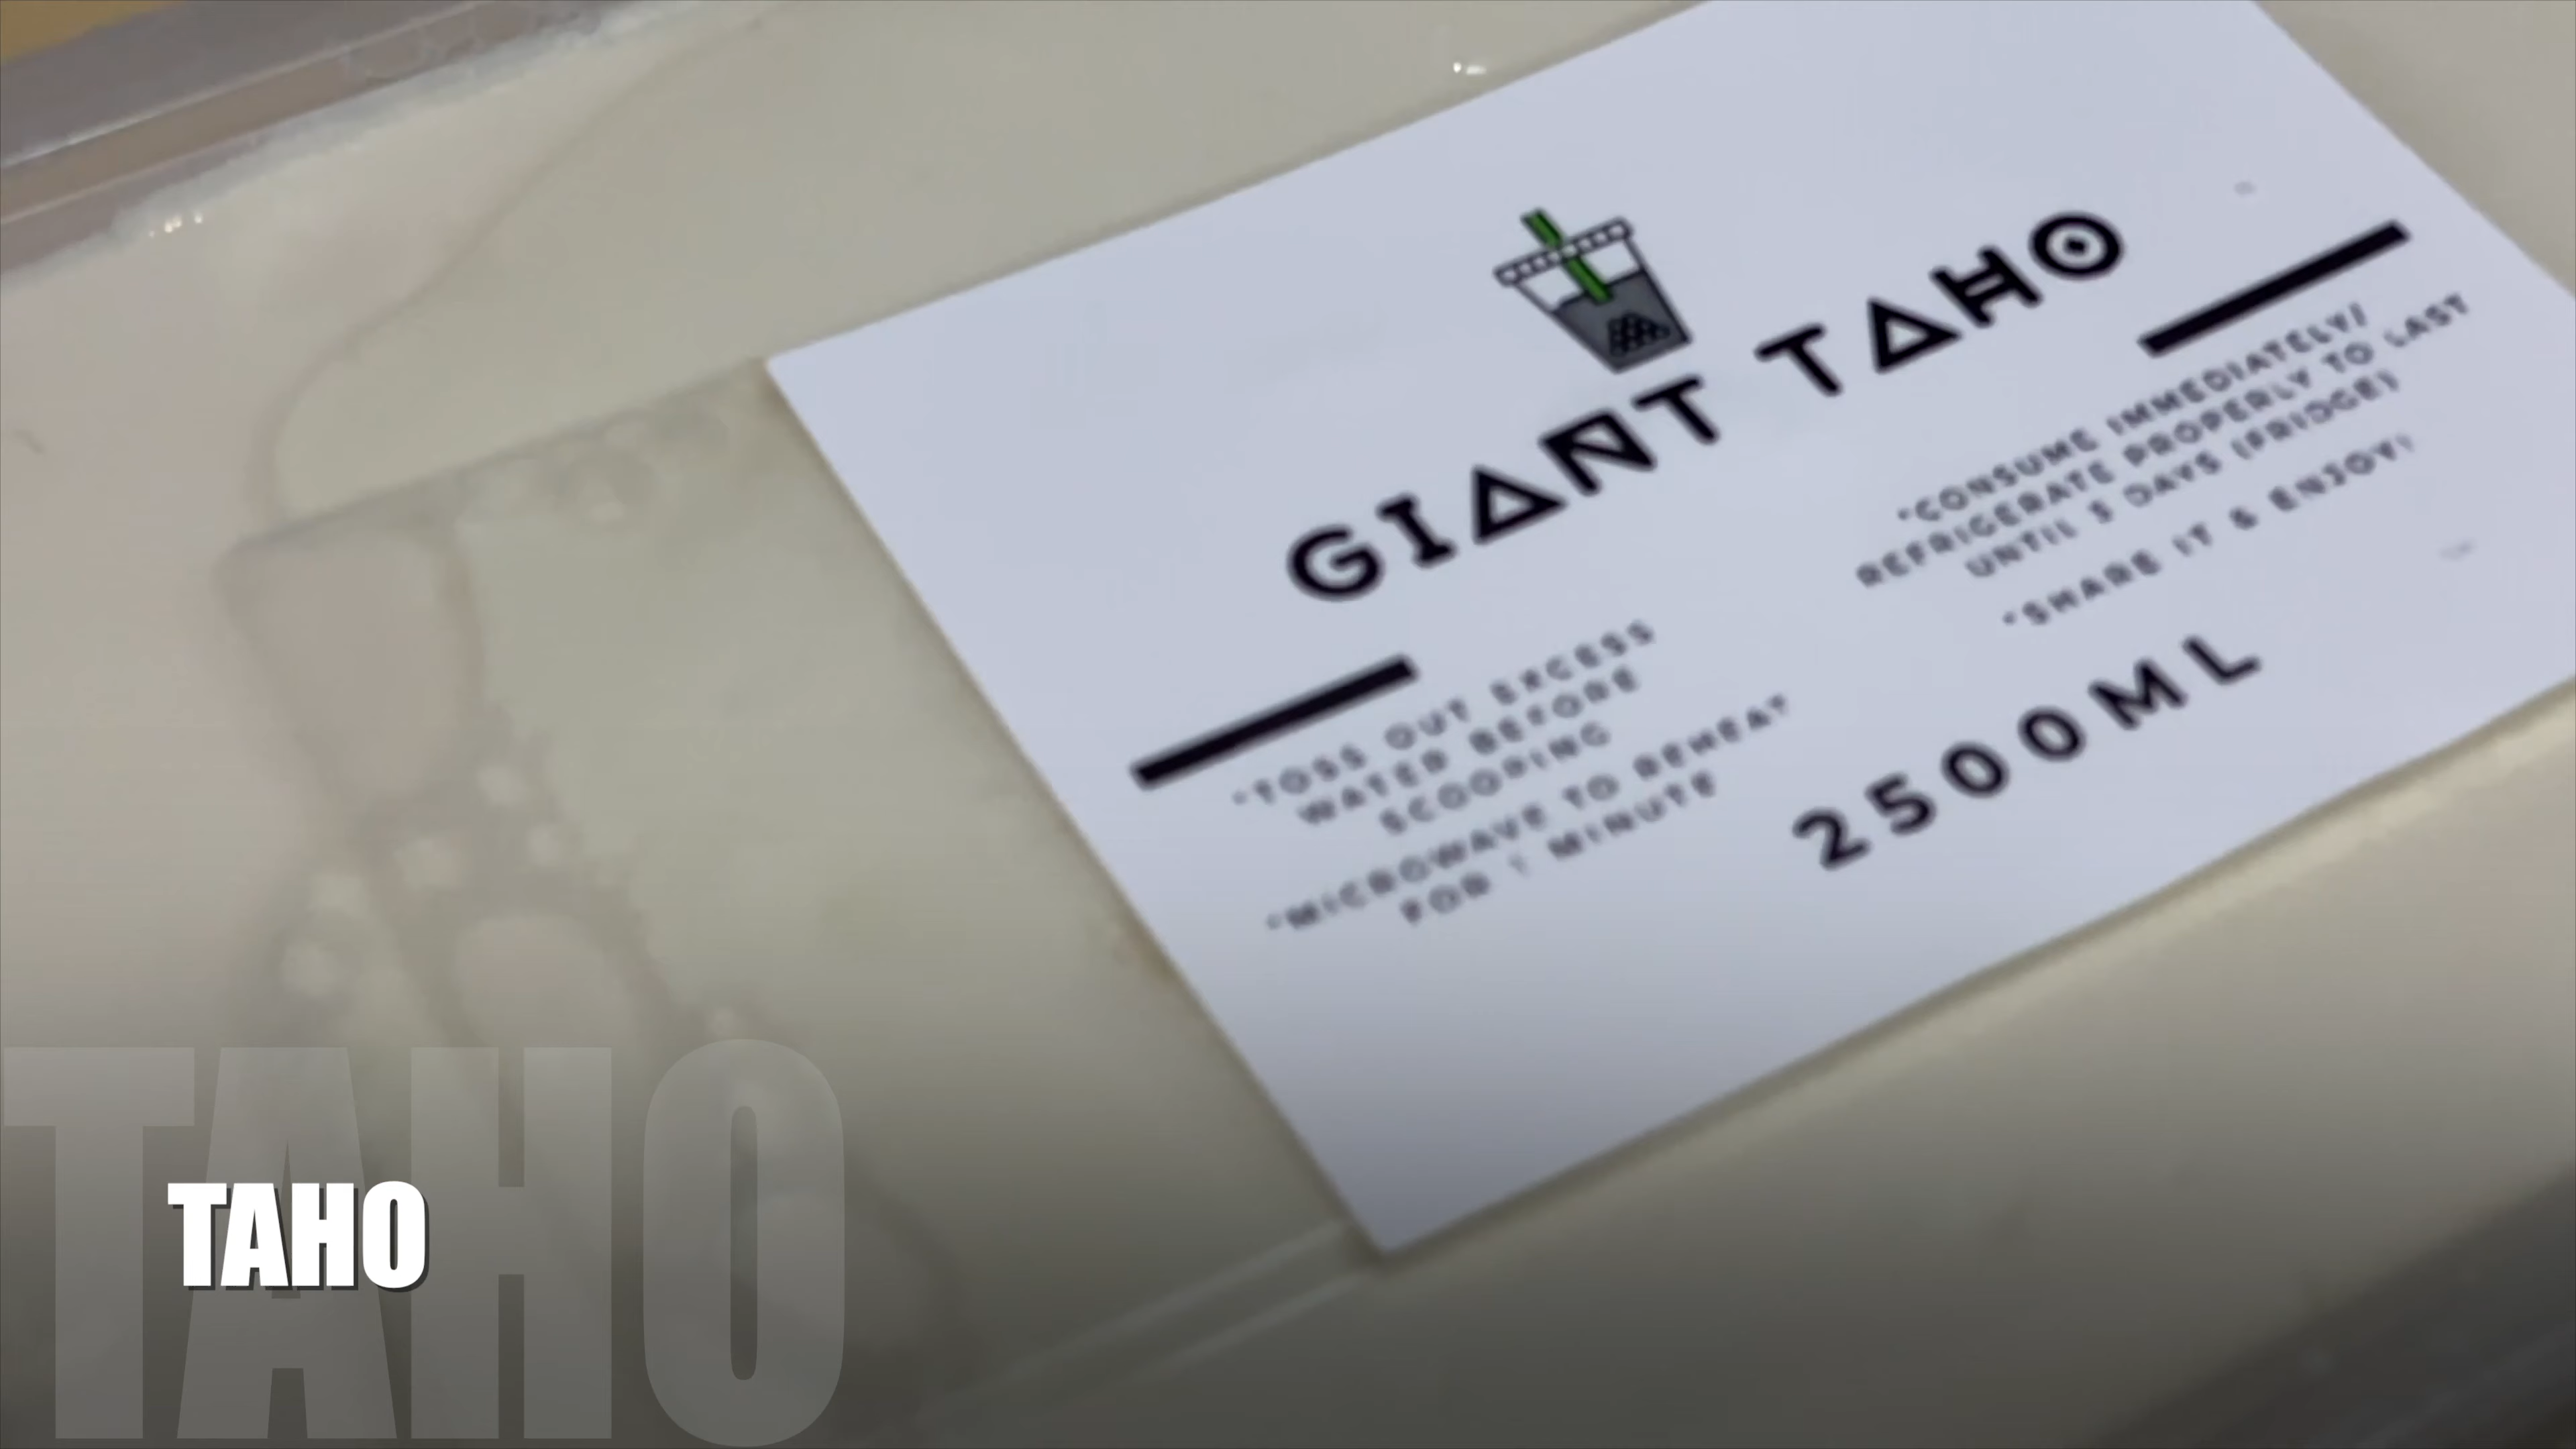 GIANT TAHO
*TOSS OUT EXCESS
WATER BEFORE
SCOOPING
*MICROWAVE TO REHEAT
FOR 1 MINUTE
*CONSUME IMMEDIATELY/
REFRIGERATE PROPERLY TO LAST
UNTIL 3 DAYS (FRIDGE)
*SHARE IT & ENJOY!
2500ML
TAHO
TAHO